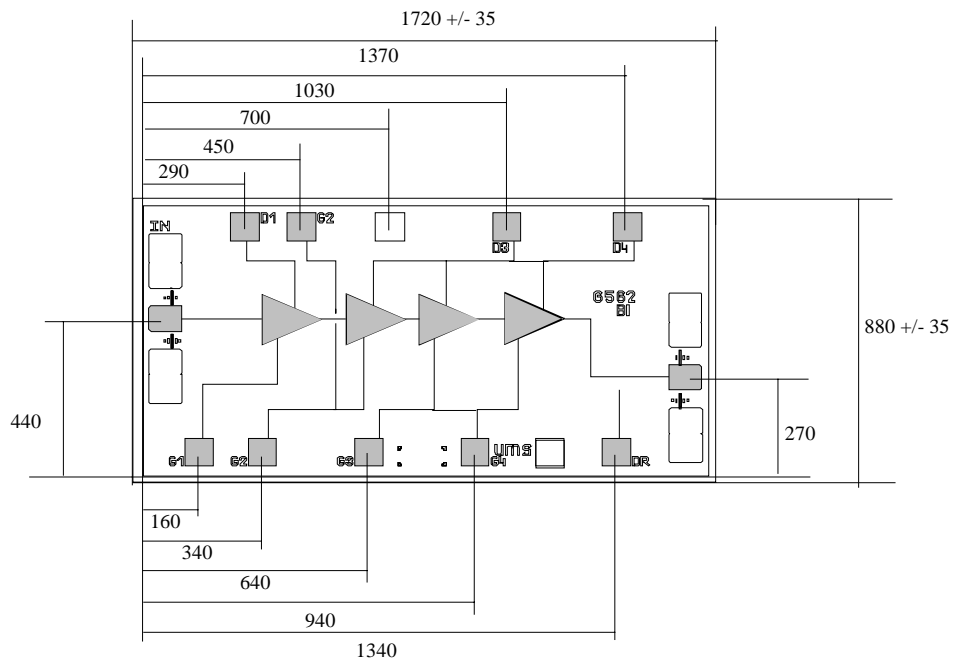 1720 +/- 35
1370
1030
700
450
290
D1
G2
IN
D3
D4
G562
BI
880 +/- 35
440
270
G1
G2
G3
UMS
G4
DR
160
340
640
940
1340